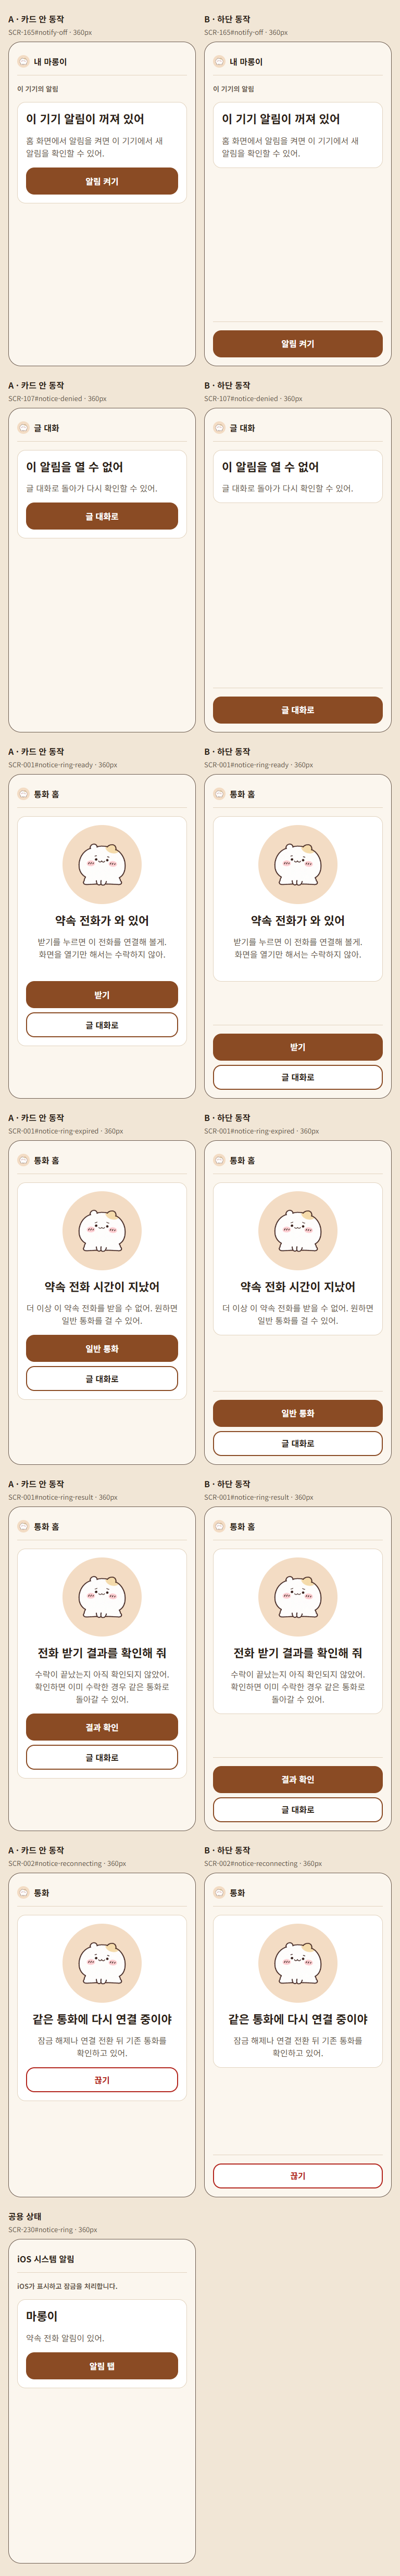 A · 카드 안 동작
SCR-165#notify-off · 360px
내 마롱이
이 기기의 알림
이 기기 알림이 꺼져 있어
홈 화면에서 알림을 켜면 이 기기에서 새
알림을 확인할 수 있어.
알림 켜기
B · 하단 동작
SCR-165#notify-off · 360px
내 마롱이
이 기기의 알림
이 기기 알림이 꺼져 있어
홈 화면에서 알림을 켜면 이 기기에서 새
알림을 확인할 수 있어.
알림 켜기
A · 카드 안 동작
SCR-107#notice-denied · 360px
글 대화
이 알림을 열 수 없어
글 대화로 돌아가 다시 확인할 수 있어.
글 대화로
B · 하단 동작
SCR-107#notice-denied · 360px
글 대화
이 알림을 열 수 없어
글 대화로 돌아가 다시 확인할 수 있어.
글 대화로
A · 카드 안 동작
SCR-001#notice-ring-ready · 360px
통화 홈
약속 전화가 와 있어
받기를 누르면 이 전화를 연결해 볼게.
화면을 열기만 해서는 수락하지 않아.
받기
글 대화로
B · 하단 동작
SCR-001#notice-ring-ready · 360px
통화 홈
약속 전화가 와 있어
받기를 누르면 이 전화를 연결해 볼게.
화면을 열기만 해서는 수락하지 않아.
받기
글 대화로
A · 카드 안 동작
SCR-001#notice-ring-expired · 360px
통화 홈
약속 전화 시간이 지났어
더 이상 이 약속 전화를 받을 수 없어. 원하면
일반 통화를 걸 수 있어.
일반 통화
글 대화로
B · 하단 동작
SCR-001#notice-ring-expired · 360px
통화 홈
약속 전화 시간이 지났어
더 이상 이 약속 전화를 받을 수 없어. 원하면
일반 통화를 걸 수 있어.
일반 통화
글 대화로
A · 카드 안 동작
SCR-001#notice-ring-result · 360px
통화 홈
전화 받기 결과를 확인해 줘
수락이 끝났는지 아직 확인되지 않았어.
확인하면 이미 수락한 경우 같은 통화로
돌아갈 수 있어.
결과 확인
글 대화로
B · 하단 동작
SCR-001#notice-ring-result · 360px
통화 홈
전화 받기 결과를 확인해 줘
수락이 끝났는지 아직 확인되지 않았어.
확인하면 이미 수락한 경우 같은 통화로
돌아갈 수 있어.
결과 확인
글 대화로
A · 카드 안 동작
SCR-002#notice-reconnecting · 360px
통화
같은 통화에 다시 연결 중이야
잠금 해제나 연결 전환 뒤 기존 통화를
확인하고 있어.
끊기
B · 하단 동작
SCR-002#notice-reconnecting · 360px
통화
같은 통화에 다시 연결 중이야
잠금 해제나 연결 전환 뒤 기존 통화를
확인하고 있어.
끊기
공용 상태
SCR-230#notice-ring · 360px
iOS 시스템 알림
iOS가 표시하고 잠금을 처리합니다.
마롱이
약속 전화 알림이 있어.
알림 탭